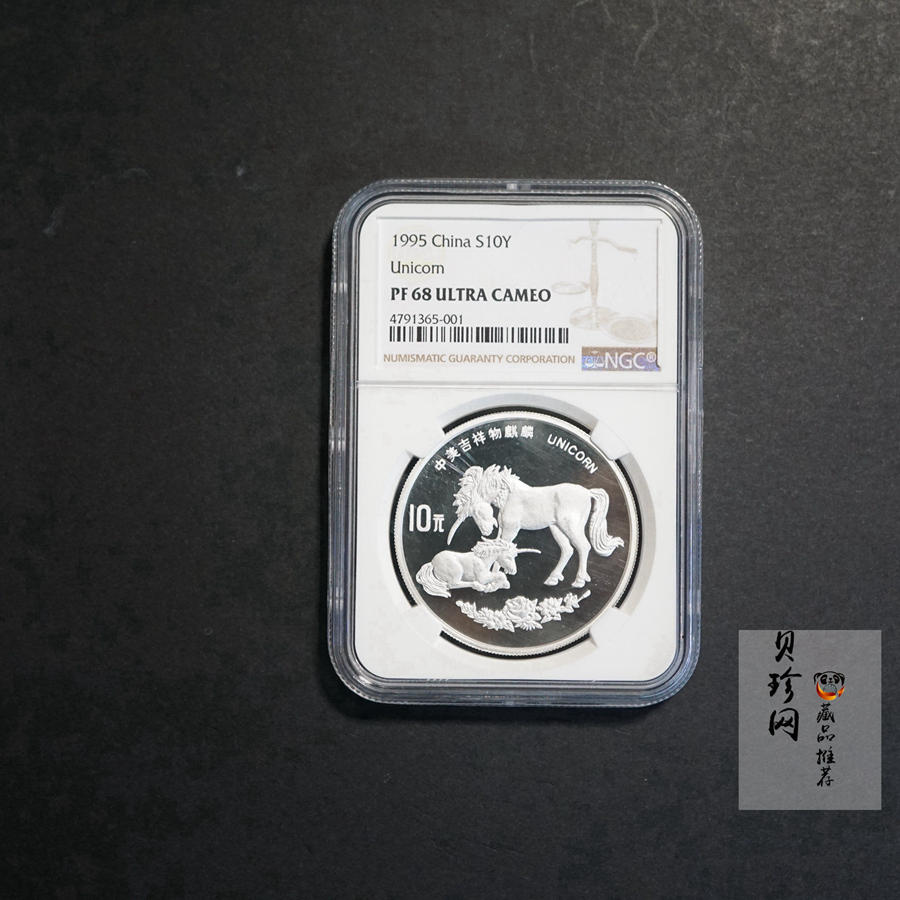 1995 China S10Y
Unicorn
PF 68 ULTRA CAMEO
4791365-001
NUMISMATIC GUARANTY CORPORATION
NGC®
中美吉祥物麒麟 UNICORN
10元
贝珍网
藏品推荐